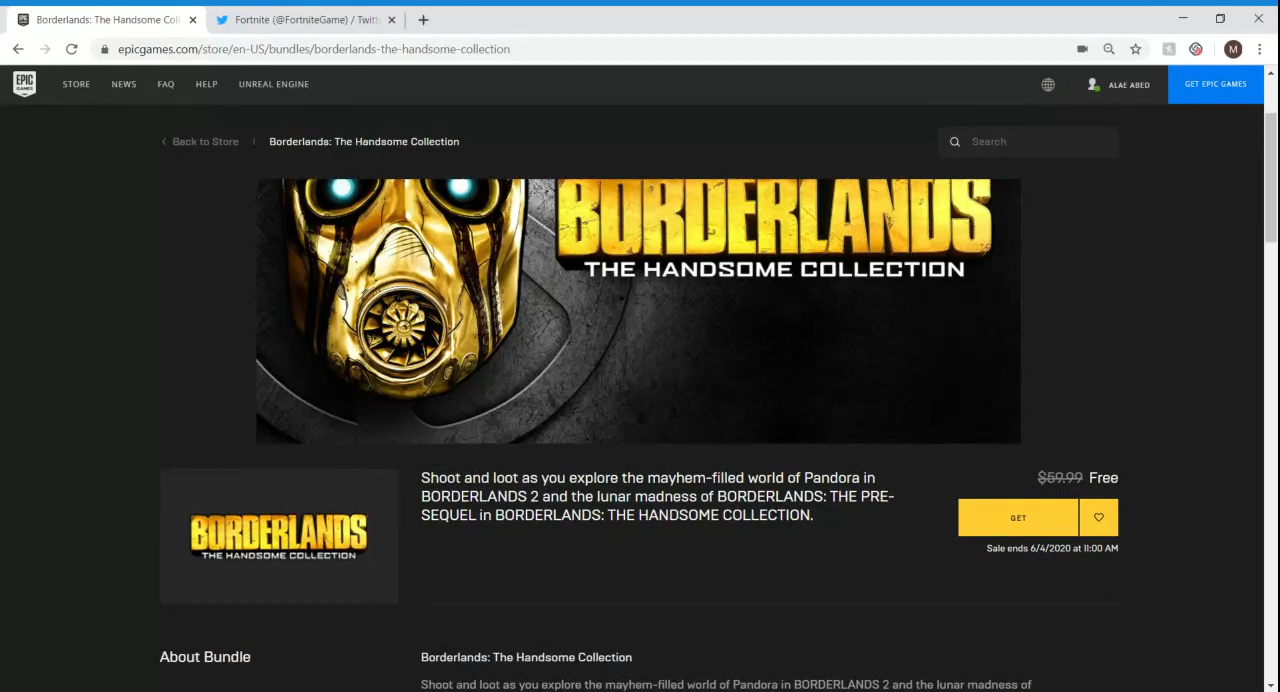 Borderlands: The Handsome Coll
Fortnite (@FortniteGame) / Twitt
epicgames.com/store/en-US/bundles/borderlands-the-handsome-collection
M
EPIC
GAMES
STORE
NEWS
FAQ
HELP
UNREAL ENGINE
ALAE ABED
GET EPIC GAMES
Back to Store
Borderlands: The Handsome Collection
Search
BORDERLANDS
THE HANDSOME COLLECTION
BORDERLANDS
THE HANDSOME COLLECTION
Shoot and loot as you explore the mayhem-filled world of Pandora in
BORDERLANDS 2 and the lunar madness of BORDERLANDS: THE PRE-
SEQUEL in BORDERLANDS: THE HANDSOME COLLECTION.
$59.99 Free
GET
Sale ends 6/4/2020 at 11:00 AM
About Bundle
Borderlands: The Handsome Collection
Shoot and loot as you explore the mayhem-filled world of Pandora in BORDERLANDS 2 and the lunar madness of